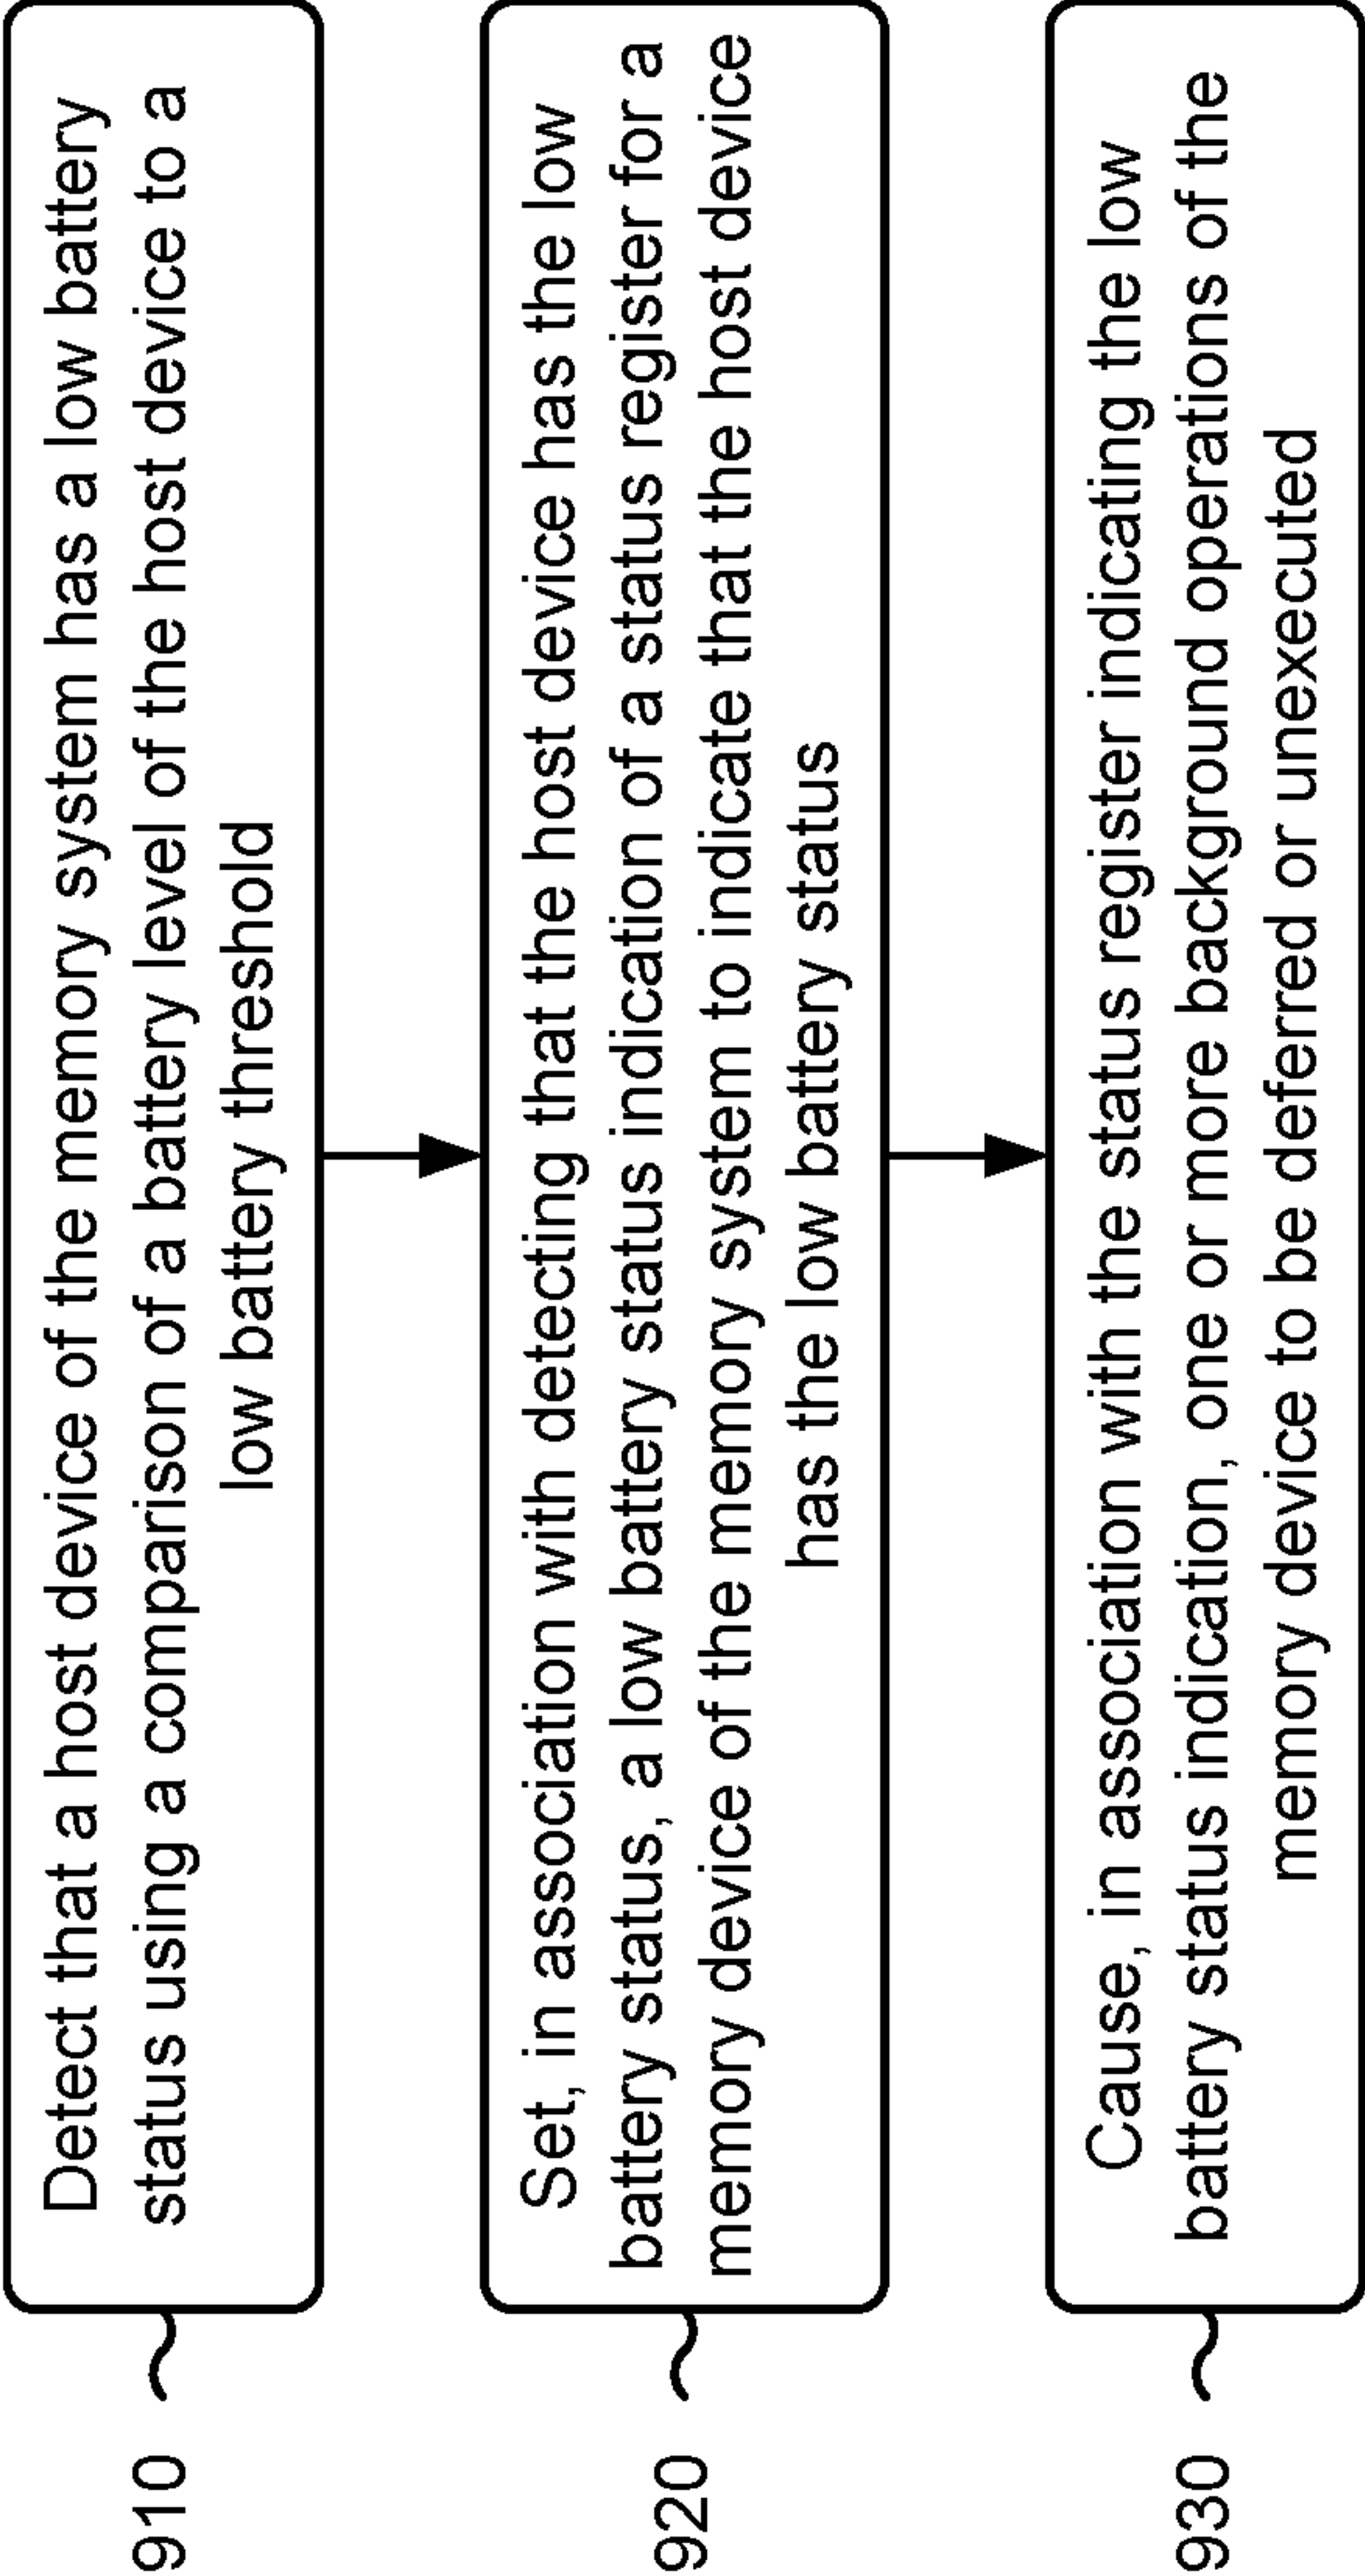 910
Detect that a host device of the memory system has a low battery
status using a comparison of a battery level of the host device to a
low battery threshold
920
Set, in association with detecting that the host device has the low
battery status, a low battery status indication of a status register for a
memory device of the memory system to indicate that the host device
has the low battery status
930
Cause, in association with the status register indicating the low
battery status indication, one or more background operations of the
memory device to be deferred or unexecuted